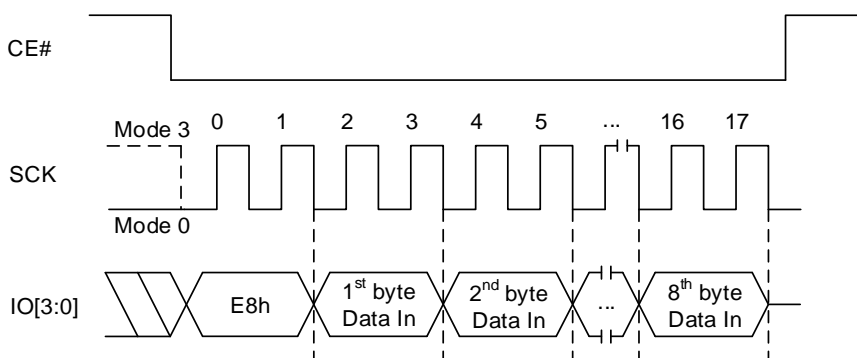 CE#
0 1 2 3 4 5 ... 16 17
Mode 3
SCK
Mode 0
IO[3:0]
E8h
1st byte
Data In
2nd byte
Data In
...
8th byte
Data In